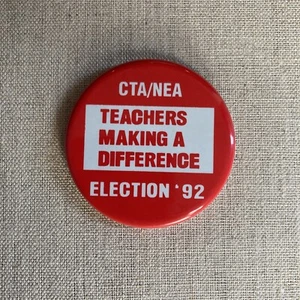 CTA/NEA
TEACHERS
MAKING A
DIFFERENCE
ELECTION '92